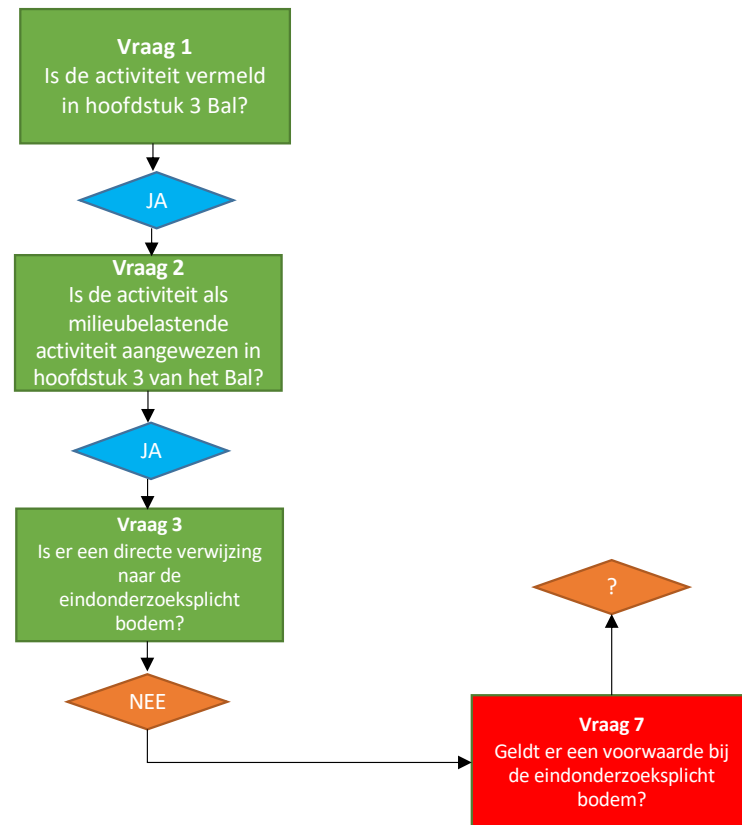 Vraag 1
Is de activiteit vermeld
in hoofdstuk 3 Bal?
JA
Vraag 2
Is de activiteit als
milieubelastende
activiteit aangewezen in
hoofdstuk 3 van het Bal?
JA
Vraag 3
Is er een directe verwijzing
naar de
eindonderzoeksplicht
bodem?
NEE
?
Vraag 7
Geldt er een voorwaarde bij
de eindonderzoeksplicht
bodem?